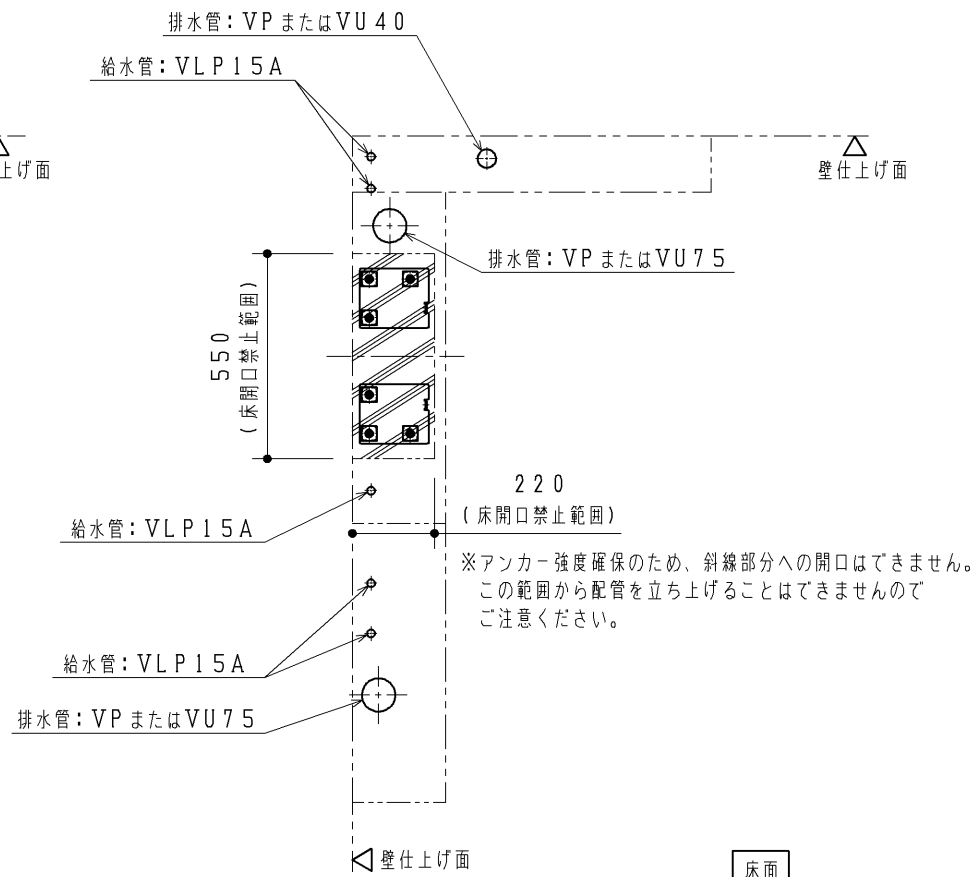 排水管：VPまたはVU40
給水管：VLP15A
上げ面
壁仕上げ面
排水管：VPまたはVU75
550
（床開口禁止範囲）
220
（床開口禁止範囲）
給水管：VLP15A
※アンカー強度確保のため、斜線部分への開口はできません。
この範囲から配管を立ち上げることはできませんので
ご注意ください。
給水管：VLP15A
排水管：VPまたはVU75
壁仕上げ面
床面